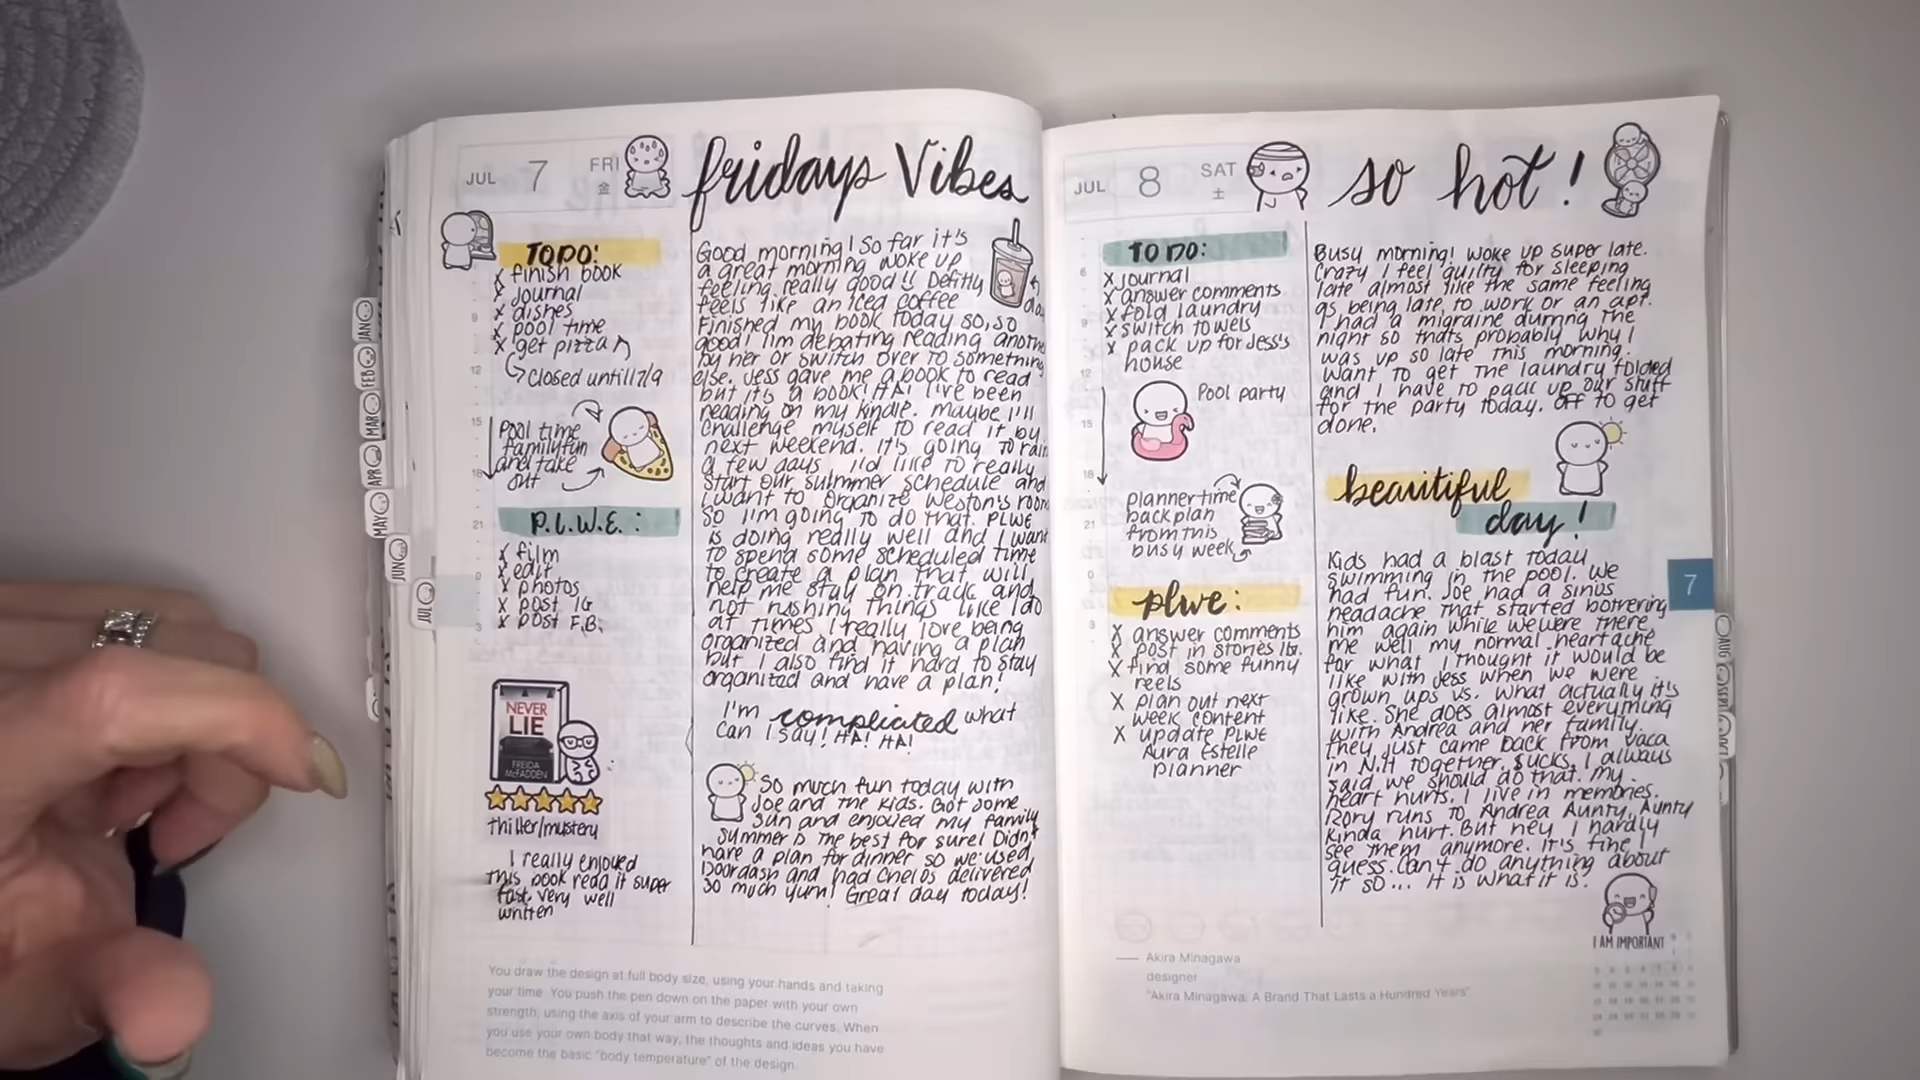 JUL 7 FRI 金
fridays Vibes
TODO:
x finish book
x journal
x dishes
x pool time
x get pizza
closed untill 7/9
Pool time
family fun
and take
out
P.L.W.E.:
x film
x edit
x photos
x post IG
x post F.B.
NEVER
LIE
FREIDA
McFADDEN
thiller/mystery
I really enjoyed
this book read it super
fast. very well
written
Good morning! So far it's
a great morning woke up
feeling really good!!
feels like an iced coffee
Finished my book today so, so
good! I'm debating reading
by her or switch over to something
else. Jess gave me a book to read
but it's a book! HA! I've been
reading on my kindle. Maybe I'll
challenge myself to read it by
next weekend. It's going to
a few days I'd like to really
start our summer schedule and
I want to organize Weston's room
so I'm going to do that. PLWE
is doing really well and I want
to spend some scheduled time
to create a plan that will
help me stay on track and
not rushing things like I do
at times I really love being
organized and having a plan
but I also find it hard to stay
organized and have a plan!
I'm complicated what
can I say! HA! HA!
So much fun today with
Joe and the kids. Got some
sun and enjoyed my family
summer is the best for sure! Didn't
have a plan for dinner so we used
Doordash and had Chelos delivered
so much yum! Great day today!
You draw the design at full body size, using your hands and taking
your time. You push the pen down on the paper with your own
strength, using the axis of your arm to describe the curves. When
you use your own body that way, the thoughts and ideas you have
become the basic "body temperature" of the design.
JUL 8 SAT 土
so hot!
TO DO:
x journal
x answer comments
x fold laundry
x switch towels
x pack up for Jess's
house
Pool party
planner time
back plan
from this
busy week
plwe:
x answer comments
x post in stories IG.
x find some funny
reels
x plan out next
week content
x update PLWE
Aura Estelle
Planner
Busy morning! Woke up super late.
Crazy I feel guilty for sleeping
late almost like the same feeling
as being late to work or an apt.
I had a migraine during the
night so thats probably why I
was up so late this morning.
Want to get the laundry folded
and I have to pack up our stuff
for the party today. Off to get
done.
beautiful
day!
Kids had a blast today
swimming in the pool. We
had fun. Joe had a sinus
headache that started bothering
him again while we were there
me well my normal heartache
for what I thought it would be
like with Jess when we were
grown ups vs. what actually it's
like. She does almost everything
with Andrea and her family.
they just came back from vaca
in N.H together. Sucks. I always
said we should do that. my
heart hurts. I live in memories.
Rory runs to Andrea Aunty, Aunty
kinda hurt. But hey I hardly
see them anymore. It's fine I
guess. Can't do anything about
it so... it is what it is.
I AM IMPORTANT
Akira Minagawa
designer
"Akira Minagawa: A Brand That Lasts a Hundred Years"
7
JAN
FEB
MAR
APR
MAY
JUN
JUL
AUG
SEP